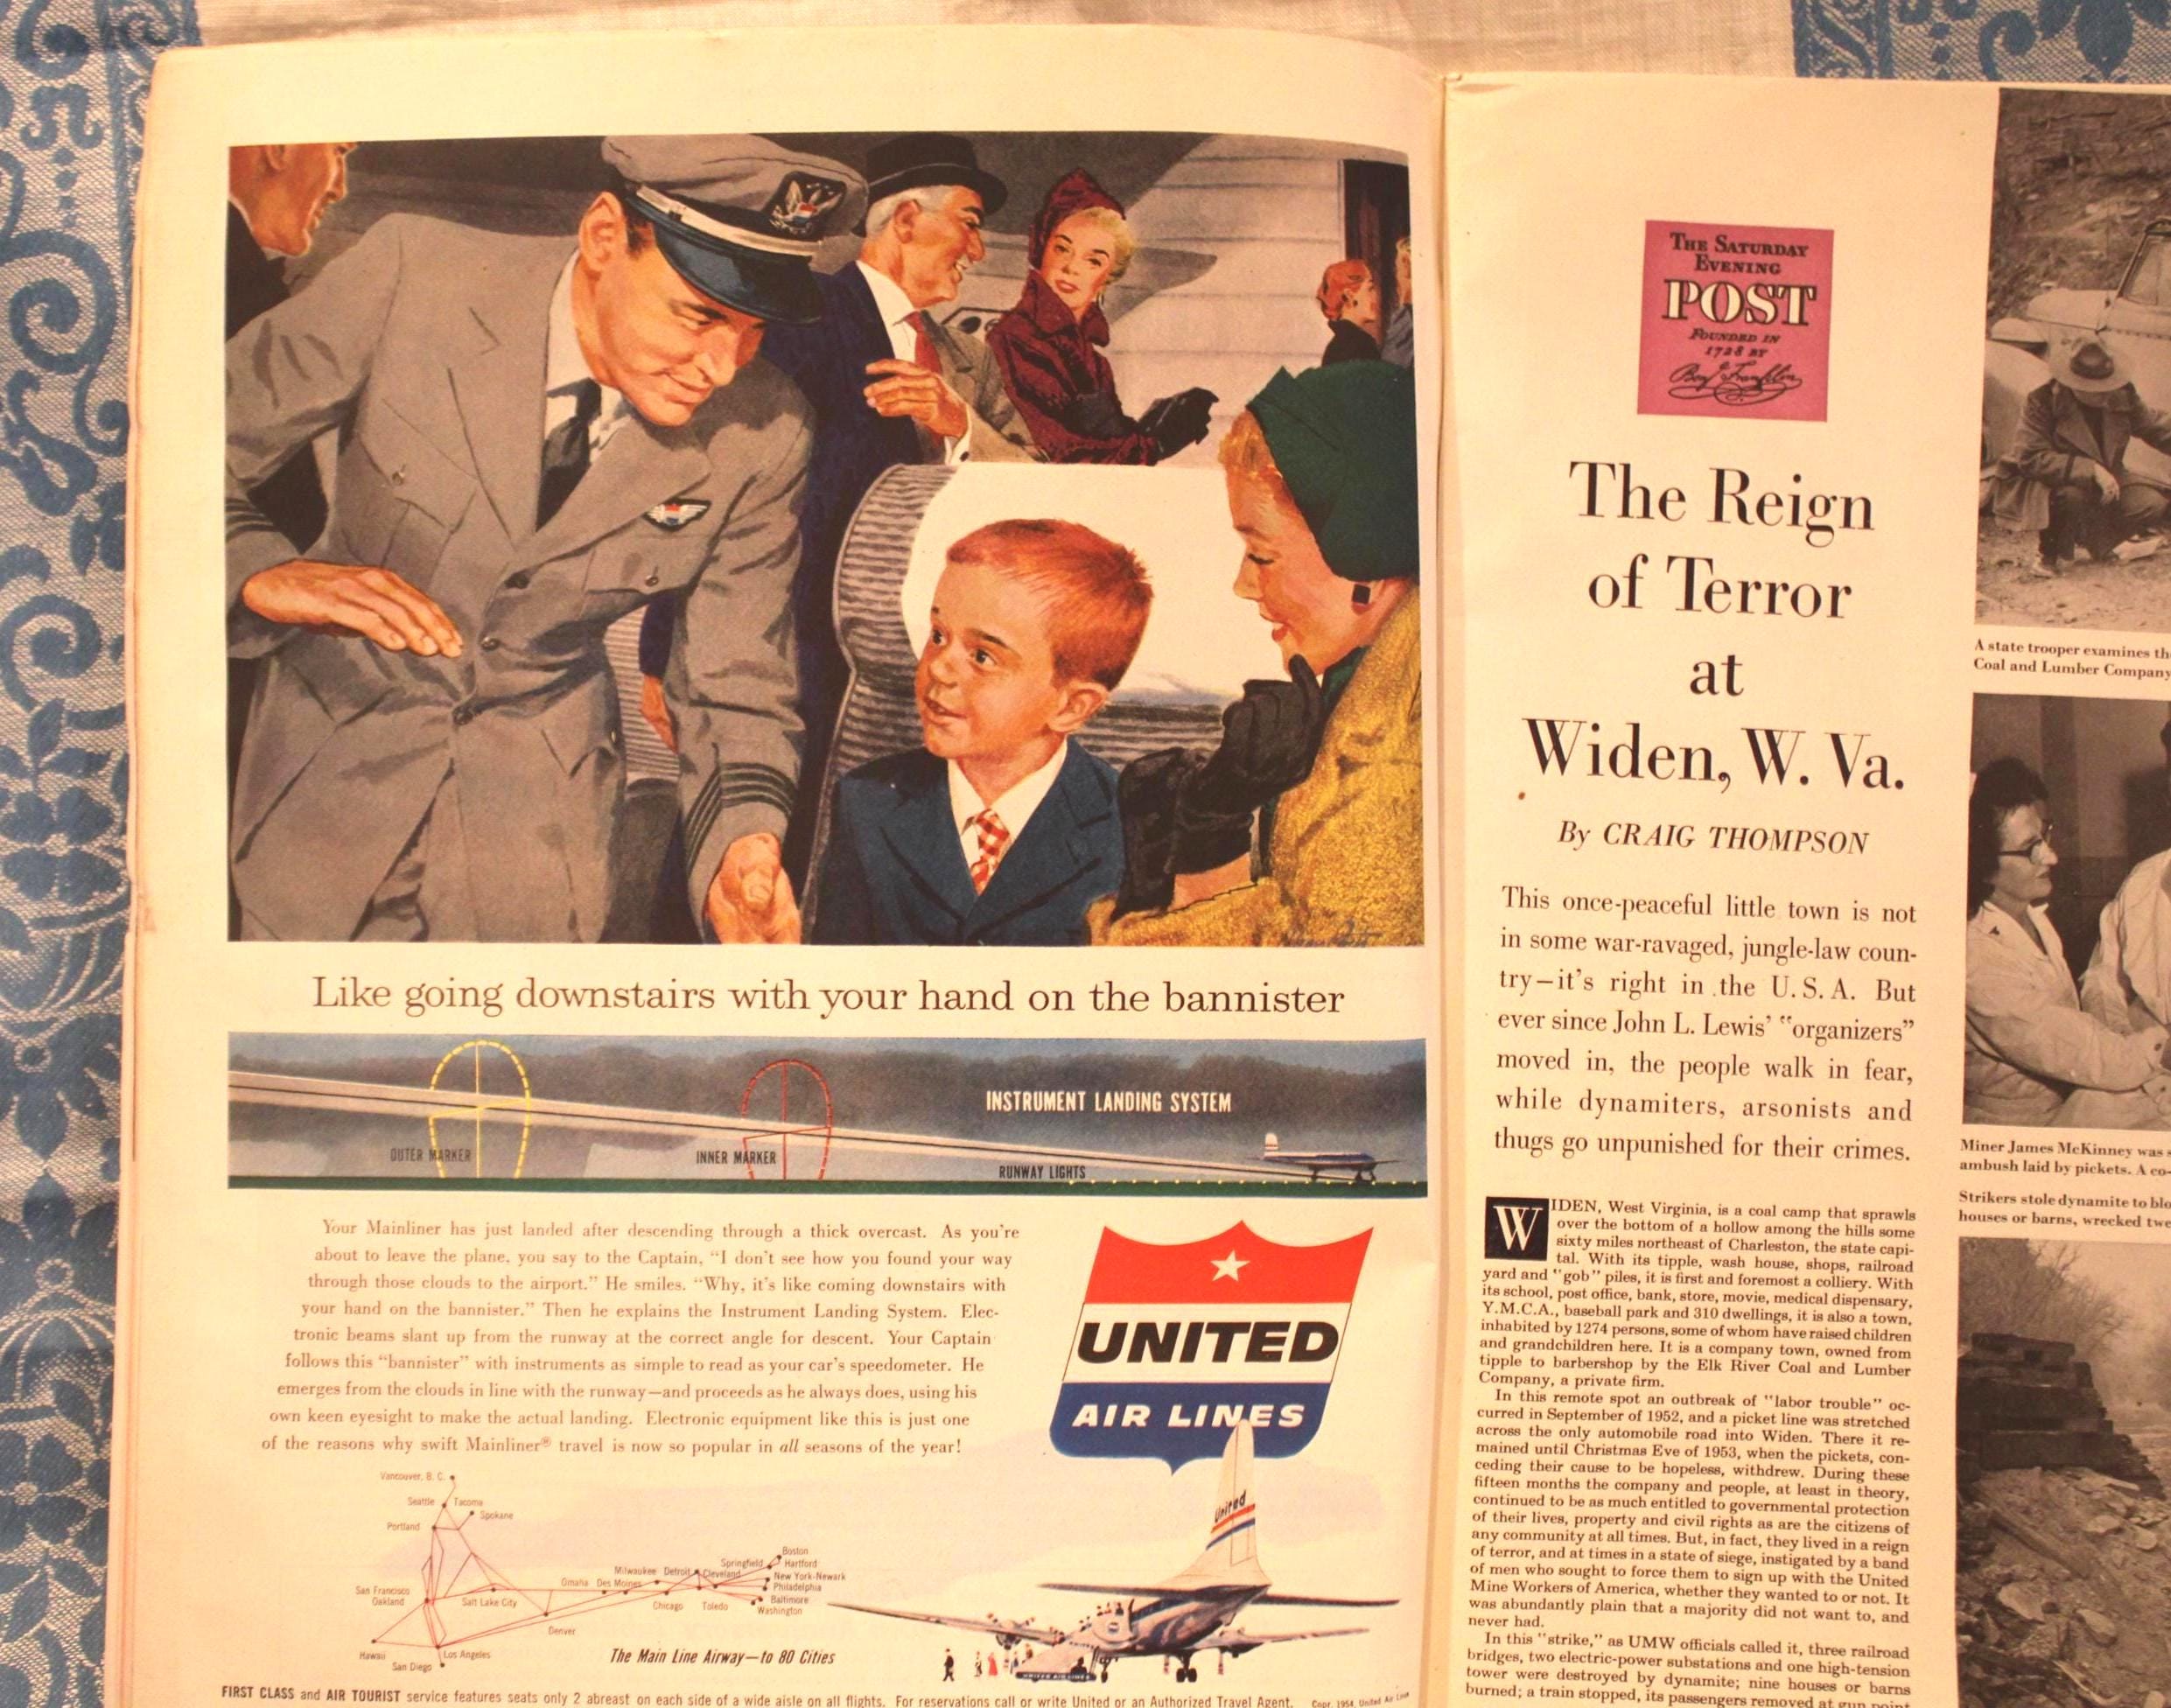 Like going downstairs with your hand on the bannister
INSTRUMENT LANDING SYSTEM
OUTER MARKER
INNER MARKER
RUNWAY LIGHTS
Your Mainliner has just landed after descending through a thick overcast. As you're
about to leave the plane, you say to the Captain, "I don't see how you found your way
through those clouds to the airport." He smiles. "Why, it's like coming downstairs with
your hand on the bannister." Then he explains the Instrument Landing System. Elec-
tronic beams slant up from the runway at the correct angle for descent. Your Captain
follows this "bannister" with instruments as simple to read as your car's speedometer. He
emerges from the clouds in line with the runway—and proceeds as he always does, using his
own keen eyesight to make the actual landing. Electronic equipment like this is just one
of the reasons why swift Mainliner® travel is now so popular in all seasons of the year!
UNITED
AIR LINES
United
UNITED AIR LINES
Vancouver, B. C.
Seattle
Tacoma
Spokane
Portland
San Francisco
Oakland
Salt Lake City
Omaha
Des Moines
Milwaukee
Detroit
Cleveland
Springfield
Boston
Hartford
New York-Newark
Philadelphia
Baltimore
Washington
Chicago
Toledo
Denver
Hawaii
Los Angeles
San Diego
The Main Line Airway—to 80 Cities
FIRST CLASS and AIR TOURIST service features seats only 2 abreast on each side of a wide aisle on all flights. For reservations call or write United or an Authorized Travel Agent.
Copr. 1954, United Air Lines
THE SATURDAY
EVENING
POST
FOUNDED IN
1728 BY
Benj. Franklin
The Reign
of Terror
at
Widen, W. Va.
By CRAIG THOMPSON
This once-peaceful little town is not
in some war-ravaged, jungle-law coun-
try—it's right in the U. S. A. But
ever since John L. Lewis' "organizers"
moved in, the people walk in fear,
while dynamiters, arsonists and
thugs go unpunished for their crimes.
WIDEN, West Virginia, is a coal camp that sprawls
over the bottom of a hollow among the hills some
sixty miles northeast of Charleston, the state capi-
tal. With its tipple, wash house, shops, railroad
yard and "gob" piles, it is first and foremost a colliery. With
its school, post office, bank, store, movie, medical dispensary,
Y.M.C.A., baseball park and 310 dwellings, it is also a town,
inhabited by 1274 persons, some of whom have raised children
and grandchildren here. It is a company town, owned from
tipple to barbershop by the Elk River Coal and Lumber
Company, a private firm.
In this remote spot an outbreak of "labor trouble" oc-
curred in September of 1952, and a picket line was stretched
across the only automobile road into Widen. There it re-
mained until Christmas Eve of 1953, when the pickets, con-
ceding their cause to be hopeless, withdrew. During these
fifteen months the company and people, at least in theory,
continued to be as much entitled to governmental protection
of their lives, property and civil rights as are the citizens of
any community at all times. But, in fact, they lived in a reign
of terror, and at times in a state of siege, instigated by a band
of men who sought to force them to sign up with the United
Mine Workers of America, whether they wanted to or not. It
was abundantly plain that a majority did not want to, and
never had.
In this "strike," as UMW officials called it, three railroad
bridges, two electric-power substations and one high-tension
tower were destroyed by dynamite; nine houses or barns
burned; a train stopped, its passengers removed at gun point
A state trooper examines
Coal and Lumber Company
Miner James McKinney was
ambush laid by pickets. A
Strikers stole dynamite to
houses or barns, wrecked